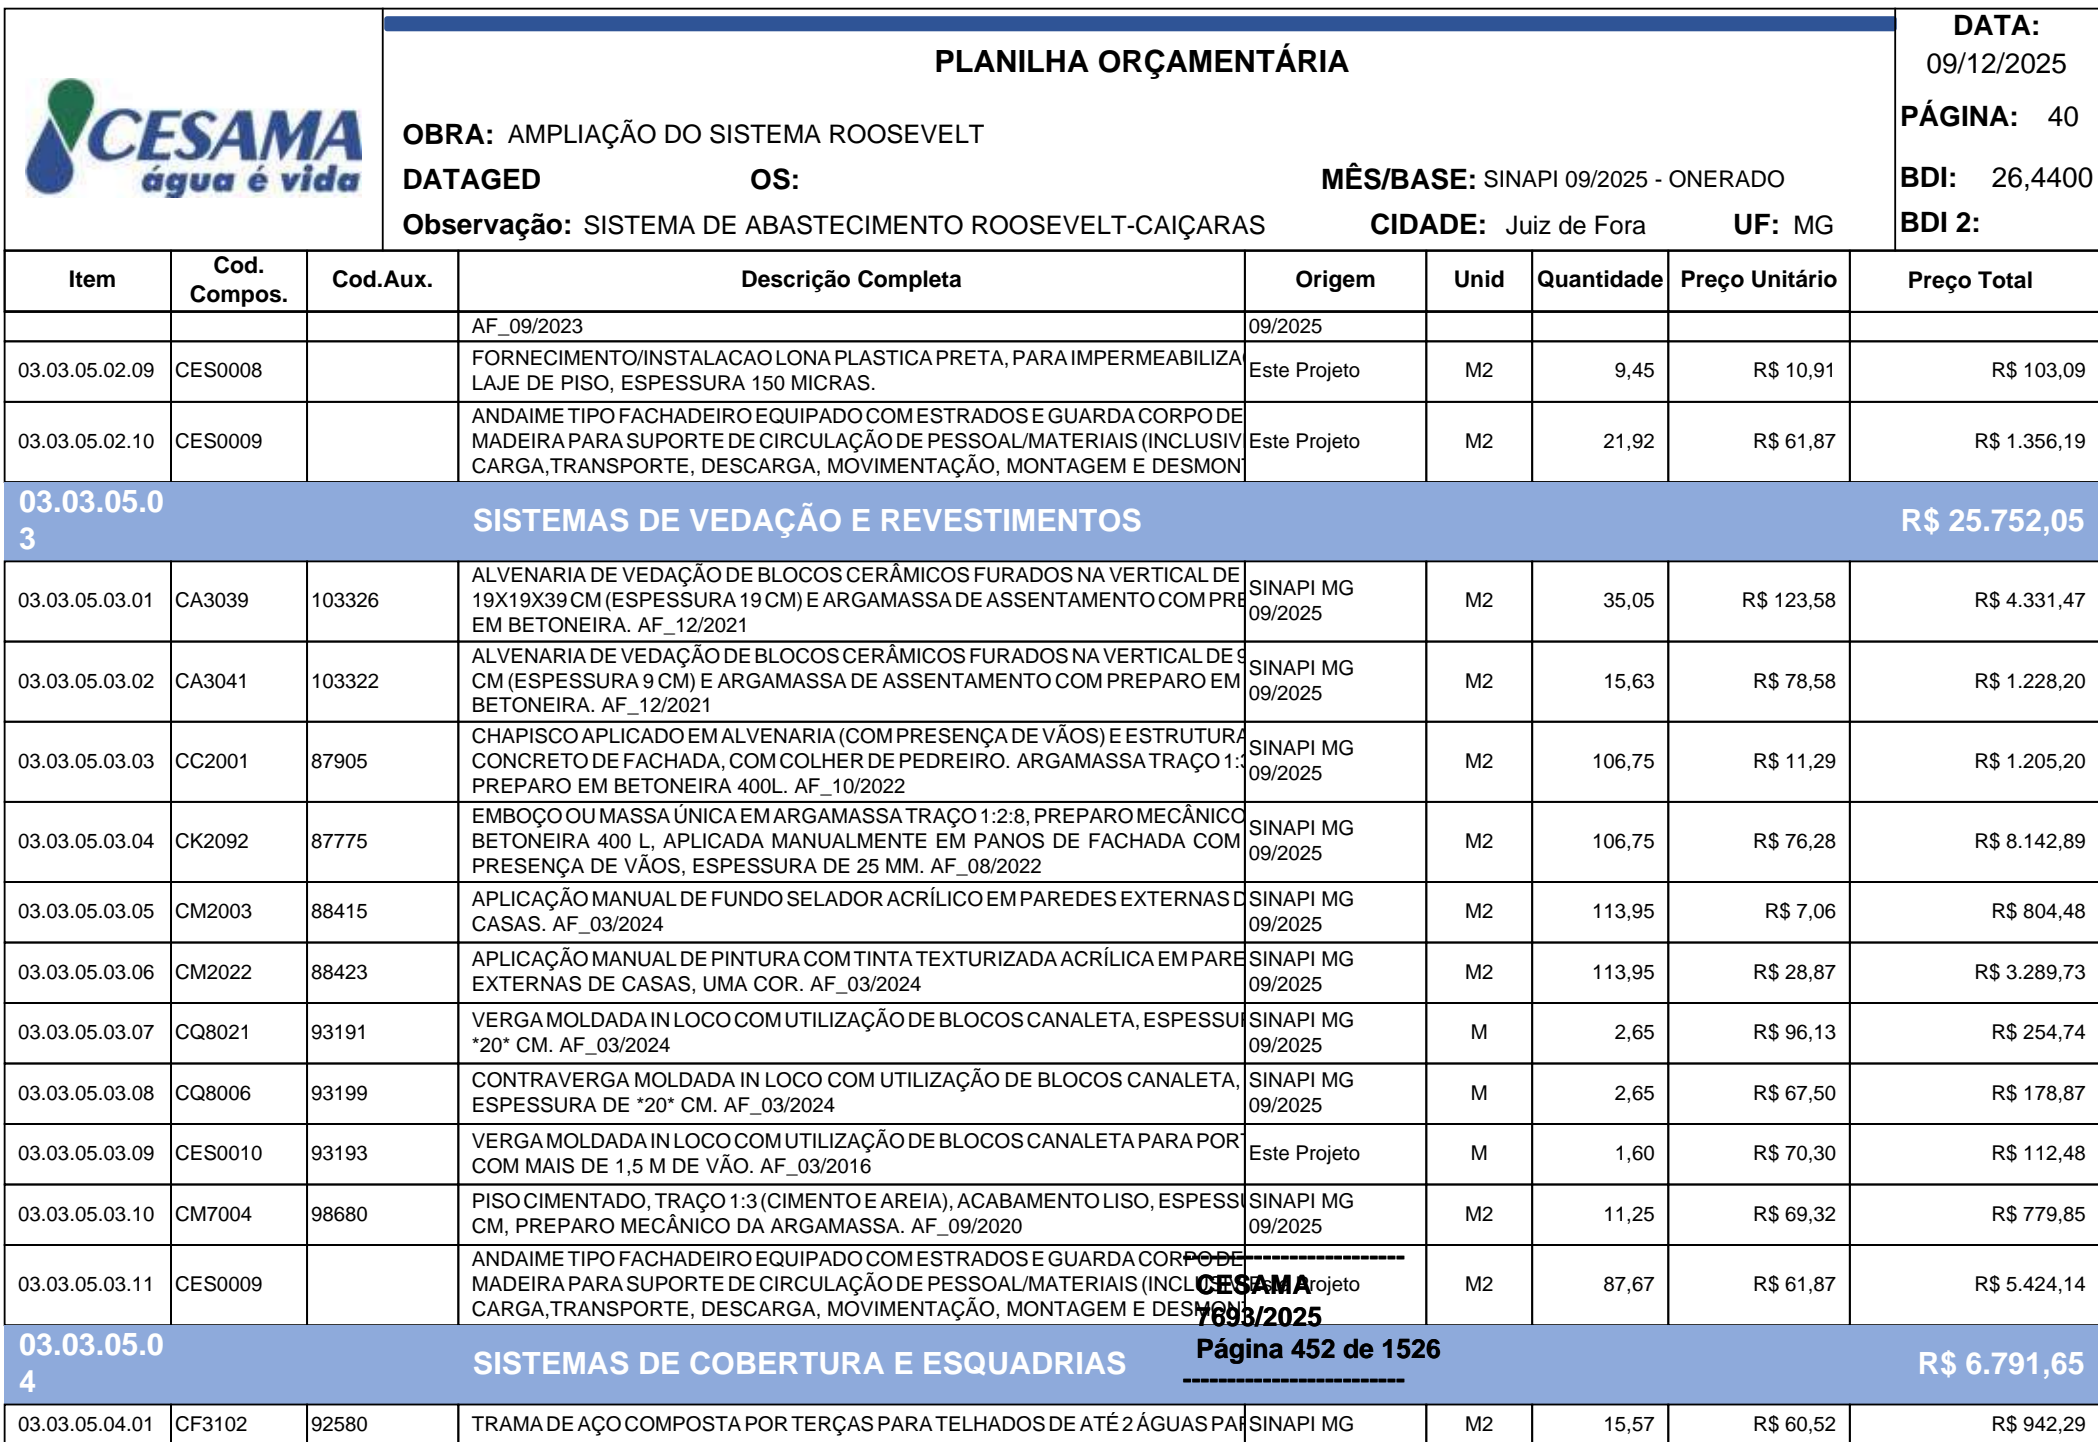 CESAMA
água é vida
PLANILHA ORÇAMENTÁRIA
OBRA: AMPLIAÇÃO DO SISTEMA ROOSEVELT
DATAGED OS: MÊS/BASE: SINAPI 09/2025 - ONERADO
Observação: SISTEMA DE ABASTECIMENTO ROOSEVELT-CAIÇARAS CIDADE: Juiz de Fora UF: MG
DATA:
09/12/2025
PÁGINA: 40
BDI: 26,4400
BDI 2:
Item Cod. Compos. Cod.Aux. Descrição Completa Origem Unid Quantidade Preço Unitário Preço Total
AF_09/2023 09/2025
03.03.05.02.09 CES0008 FORNECIMENTO/INSTALACAO LONA PLASTICA PRETA, PARA IMPERMEABILIZA
LAJE DE PISO, ESPESSURA 150 MICRAS. Este Projeto M2 9,45 R$ 10,91 R$ 103,09
ANDAIME TIPO FACHADEIRO EQUIPADO COM ESTRADOS E GUARDA CORPO DE
03.03.05.02.10 CES0009 MADEIRA PARA SUPORTE DE CIRCULAÇÃO DE PESSOAL/MATERIAIS (INCLUSIV Este Projeto M2 21,92 R$ 61,87 R$ 1.356,19
CARGA,TRANSPORTE, DESCARGA, MOVIMENTAÇÃO, MONTAGEM E DESMON
03.03.05.0
3 SISTEMAS DE VEDAÇÃO E REVESTIMENTOS R$ 25.752,05
ALVENARIA DE VEDAÇÃO DE BLOCOS CERÂMICOS FURADOS NA VERTICAL DE SINAPI MG
03.03.05.03.01 CA3039 103326 19X19X39 CM (ESPESSURA 19 CM) E ARGAMASSA DE ASSENTAMENTO COM PRE 09/2025 M2 35,05 R$ 123,58 R$ 4.331,47
EM BETONEIRA. AF_12/2021
ALVENARIA DE VEDAÇÃO DE BLOCOS CERÂMICOS FURADOS NA VERTICAL DE 9 SINAPI MG
03.03.05.03.02 CA3041 103322 CM (ESPESSURA 9 CM) E ARGAMASSA DE ASSENTAMENTO COM PREPARO EM 09/2025 M2 15,63 R$ 78,58 R$ 1.228,20
BETONEIRA. AF_12/2021
CHAPISCO APLICADO EM ALVENARIA (COM PRESENÇA DE VÃOS) E ESTRUTURA SINAPI MG
03.03.05.03.03 CC2001 87905 CONCRETO DE FACHADA, COM COLHER DE PEDREIRO. ARGAMASSA TRAÇO 1:3 09/2025 M2 106,75 R$ 11,29 R$ 1.205,20
PREPARO EM BETONEIRA 400L. AF_10/2022
EMBOÇO OU MASSA ÚNICA EM ARGAMASSA TRAÇO 1:2:8, PREPARO MECÂNICO SINAPI MG
03.03.05.03.04 CK2092 87775 BETONEIRA 400 L, APLICADA MANUALMENTE EM PANOS DE FACHADA COM 09/2025 M2 106,75 R$ 76,28 R$ 8.142,89
PRESENÇA DE VÃOS, ESPESSURA DE 25 MM. AF_08/2022
03.03.05.03.05 CM2003 88415 APLICAÇÃO MANUAL DE FUNDO SELADOR ACRÍLICO EM PAREDES EXTERNAS D SINAPI MG
CASAS. AF_03/2024 09/2025 M2 113,95 R$ 7,06 R$ 804,48
03.03.05.03.06 CM2022 88423 APLICAÇÃO MANUAL DE PINTURA COM TINTA TEXTURIZADA ACRÍLICA EM PARE SINAPI MG
EXTERNAS DE CASAS, UMA COR. AF_03/2024 09/2025 M2 113,95 R$ 28,87 R$ 3.289,73
03.03.05.03.07 CQ8021 93191 VERGA MOLDADA IN LOCO COM UTILIZAÇÃO DE BLOCOS CANALETA, ESPESSU SINAPI MG
*20* CM. AF_03/2024 09/2025 M 2,65 R$ 96,13 R$ 254,74
03.03.05.03.08 CQ8006 93199 CONTRAVERGA MOLDADA IN LOCO COM UTILIZAÇÃO DE BLOCOS CANALETA, SINAPI MG
ESPESSURA DE *20* CM. AF_03/2024 09/2025 M 2,65 R$ 67,50 R$ 178,87
03.03.05.03.09 CES0010 93193 VERGA MOLDADA IN LOCO COM UTILIZAÇÃO DE BLOCOS CANALETA PARA POR
COM MAIS DE 1,5 M DE VÃO. AF_03/2016 Este Projeto M 1,60 R$ 70,30 R$ 112,48
03.03.05.03.10 CM7004 98680 PISO CIMENTADO, TRAÇO 1:3 (CIMENTO E AREIA), ACABAMENTO LISO, ESPESSU SINAPI MG
CM, PREPARO MECÂNICO DA ARGAMASSA. AF_09/2020 09/2025 M2 11,25 R$ 69,32 R$ 779,85
ANDAIME TIPO FACHADEIRO EQUIPADO COM ESTRADOS E GUARDA CORPO DE
03.03.05.03.11 CES0009 MADEIRA PARA SUPORTE DE CIRCULAÇÃO DE PESSOAL/MATERIAIS (INCLUSIV Este Projeto M2 87,67 R$ 61,87 R$ 5.424,14
CARGA,TRANSPORTE, DESCARGA, MOVIMENTAÇÃO, MONTAGEM E DESMON
-------------------------
CESAMA
7693/2025
Página 452 de 1526
-------------------------
03.03.05.0
4 SISTEMAS DE COBERTURA E ESQUADRIAS R$ 6.791,65
03.03.05.04.01 CF3102 92580 TRAMA DE AÇO COMPOSTA POR TERÇAS PARA TELHADOS DE ATÉ 2 ÁGUAS PAR SINAPI MG M2 15,57 R$ 60,52 R$ 942,29